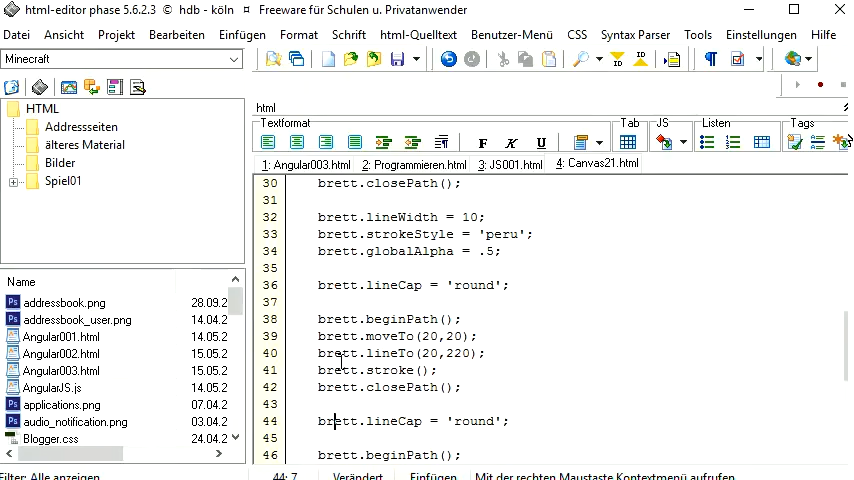 html-editor phase 5.6.2.3 © hdb - köln ¤ Freeware für Schulen u. Privatanwender
Datei Ansicht Projekt Bearbeiten Einfügen Format Schrift html-Quelltext Benutzer-Menü CSS Syntax Parser Tools Einstellungen Hilfe
Minecraft
html
Textformat Tab JS Listen Tags
F K U
HTML
Addressseiten
älteres Material
Bilder
Spiel01
1: Angular003.html 2: Programmieren.html 3: JS001.html 4: Canvas21.html
30 brett.closePath();
31
32 brett.lineWidth = 10;
33 brett.strokeStyle = 'peru';
34 brett.globalAlpha = .5;
35
36 brett.lineCap = 'round';
37
38 brett.beginPath();
39 brett.moveTo(20,20);
40 brett.lineTo(20,220);
41 brett.stroke();
42 brett.closePath();
43
44 brett.lineCap = 'round';
45
46 brett.beginPath();
Name
addressbook.png 28.09.2
addressbook_user.png 14.04.2
Angular001.html 14.05.2
Angular002.html 15.05.2
Angular003.html 15.05.2
AngularJS.js 14.05.2
applications.png 07.04.2
audio_notification.png 03.04.2
Blogger.css 24.04.2
Filter: Alle anzeigen 44: 7 Verändert Einfügen Mit der rechten Maustaste Kontextmenü aufrufen